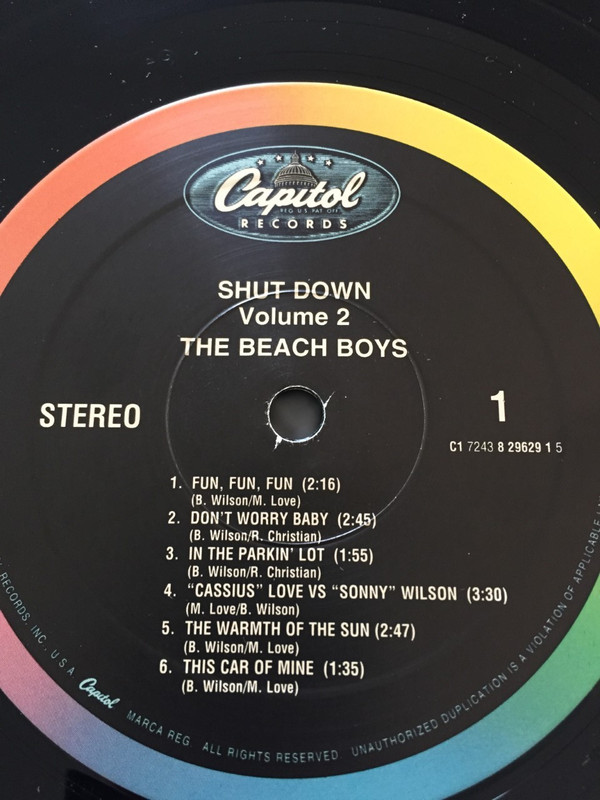 Capitol
REG. U.S. PAT. OFF.
RECORDS
SHUT DOWN
Volume 2
THE BEACH BOYS
STEREO
1
C1 7243 8 29629 1 5
1. FUN, FUN, FUN (2:16)
(B. Wilson/M. Love)
2. DON'T WORRY BABY (2:45)
(B. Wilson/R. Christian)
3. IN THE PARKIN' LOT (1:55)
(B. Wilson/R. Christian)
4. "CASSIUS" LOVE VS "SONNY" WILSON (3:30)
(M. Love/B. Wilson)
5. THE WARMTH OF THE SUN (2:47)
(B. Wilson/M. Love)
6. THIS CAR OF MINE (1:35)
(B. Wilson/M. Love)
RECORDS, INC. U.S.A. Capitol MARCA REG. ALL RIGHTS RESERVED UNAUTHORIZED DUPLICATION IS A VIOLATION OF APPLICABLE